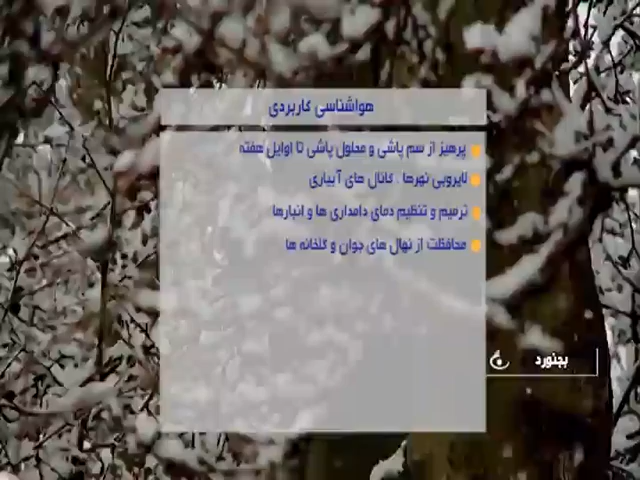 هواشناسی کاربردی
پرهیز از سم پاشی و محلول پاشی تا اوایل هفته
لایروبی نهرها ، کانال های آبیاری
ترمیم و تنظیم دمای دامداری ها و انبارها
محافظت از نهال های جوان و گلخانه ها
بجنورد